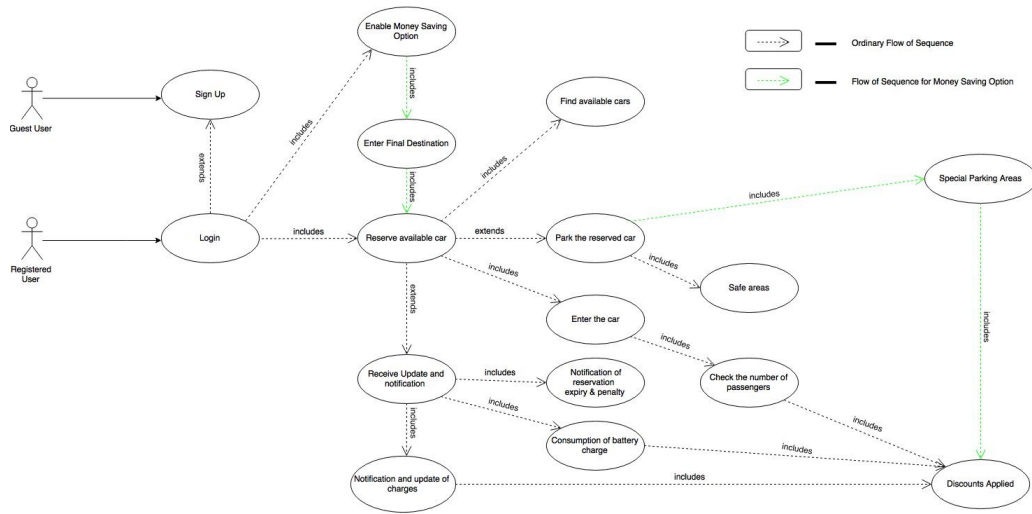 Enable Money Saving
Option
Ordinary Flow of Sequence
Flow of Sequence for Money Saving Option
Guest User
Sign Up
includes
includes
Find available cars
Enter Final Destination
extends
includes
includes
includes
Special Parking Areas
Registered
User
Login
includes
Reserve available car
extends
Park the reserved car
includes
includes
Safe areas
extends
includes
Enter the car
includes
includes
Receive Update and
notification
includes
Notification of
reservation
expiry & penalty
Check the number of
passengers
includes
includes
includes
Consumption of battery
charge
includes
Notification and update of
charges
includes
Discounts Applied